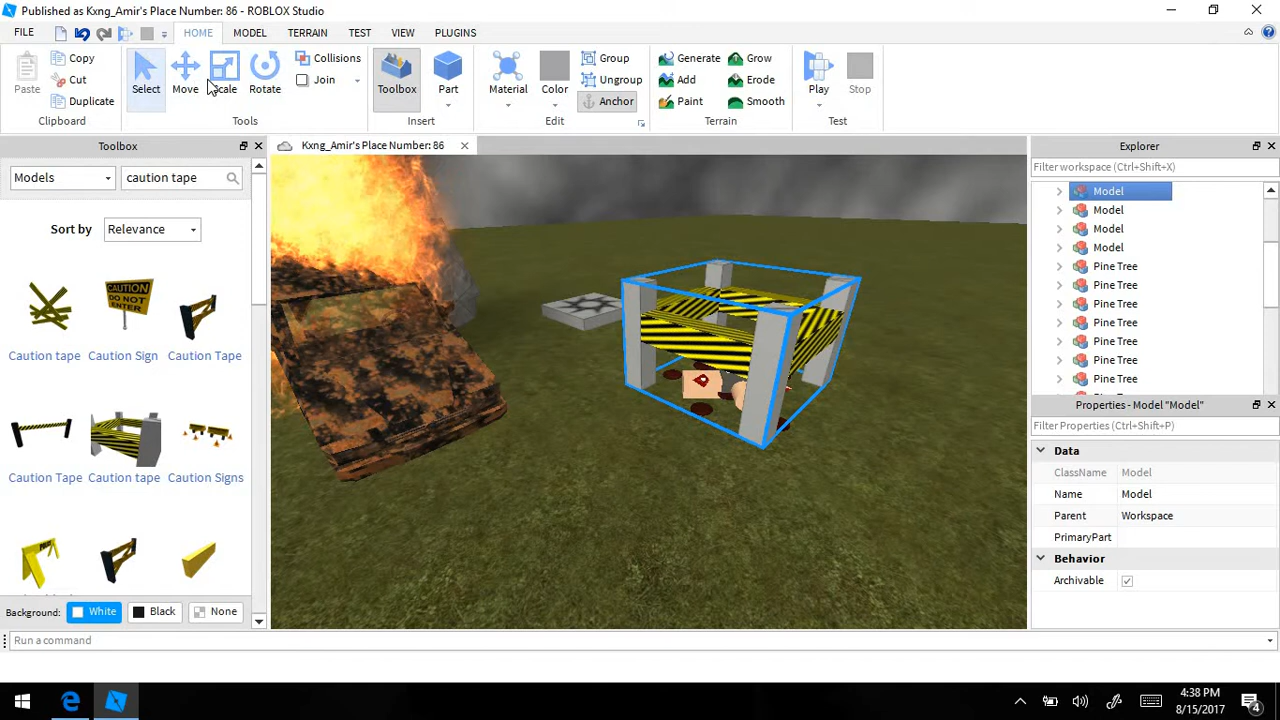 Published as Kxng_Amir's Place Number: 86 - ROBLOX Studio
FILE HOME MODEL TERRAIN TEST VIEW PLUGINS
Paste Copy Cut Duplicate Clipboard
Select Move Scale Rotate Collisions Join Tools
Toolbox Part Insert
Material Color Group Ungroup Anchor Edit
Generate Grow Add Erode Paint Smooth Terrain
Play Stop Test
Toolbox
Models caution tape
Sort by Relevance
CAUTION
DO NOT
ENTER
Caution tape Caution Sign Caution Tape
Caution Tape Caution tape Caution Signs
Background: White Black None
Kxng_Amir's Place Number: 86
Explorer
Filter workspace (Ctrl+Shift+X)
Model
Model
Model
Model
Pine Tree
Pine Tree
Pine Tree
Pine Tree
Pine Tree
Pine Tree
Pine Tree
Properties - Model "Model"
Filter Properties (Ctrl+Shift+P)
Data
ClassName Model
Name Model
Parent Workspace
PrimaryPart
Behavior
Archivable
Run a command
4:38 PM
8/15/2017
4